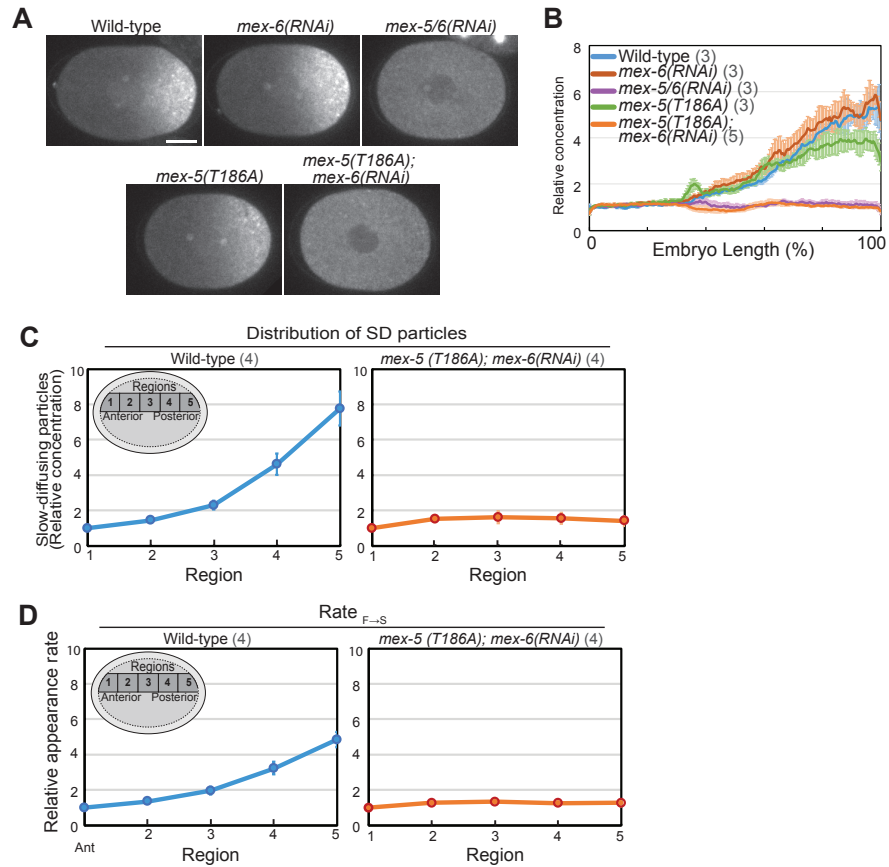 A
Wild-type
mex-6(RNAi)
mex-5/6(RNAi)
mex-5(T186A)
mex-5(T186A);
mex-6(RNAi)
B
Relative concentration
8
6
4
2
0
Wild-type (3)
mex-6(RNAi) (3)
mex-5/6(RNAi) (3)
mex-5(T186A) (3)
mex-5(T186A);
mex-6(RNAi) (5)
0
100
Embryo Length (%)
C
Distribution of SD particles
Wild-type (4)
mex-5 (T186A); mex-6(RNAi) (4)
Slow-diffusing particles
(Relative concentration)
10
8
6
4
2
0
Regions
1 2 3 4 5
Anterior Posterior
1 2 3 4 5
Region
10
8
6
4
2
0
1 2 3 4 5
Region
D
Rate F→S
Wild-type (4)
mex-5 (T186A); mex-6(RNAi) (4)
Relative appearance rate
10
8
6
4
2
0
Regions
1 2 3 4 5
Anterior Posterior
Ant 2 3 4 5
Region
10
8
6
4
2
0
1 2 3 4 5
Region